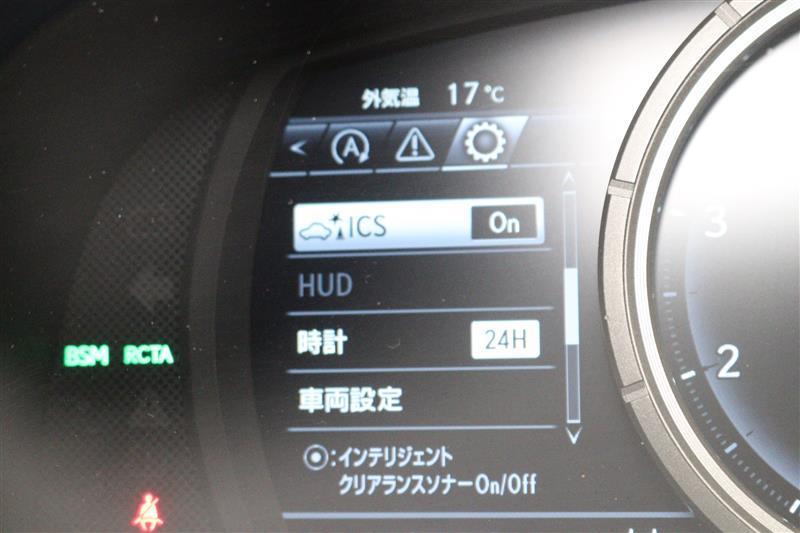 外気温 17℃
< A
ICS On
HUD
時計 24H
車両設定
:インテリジェント
クリアランスソナーOn/Off
BSM RCTA
3
2